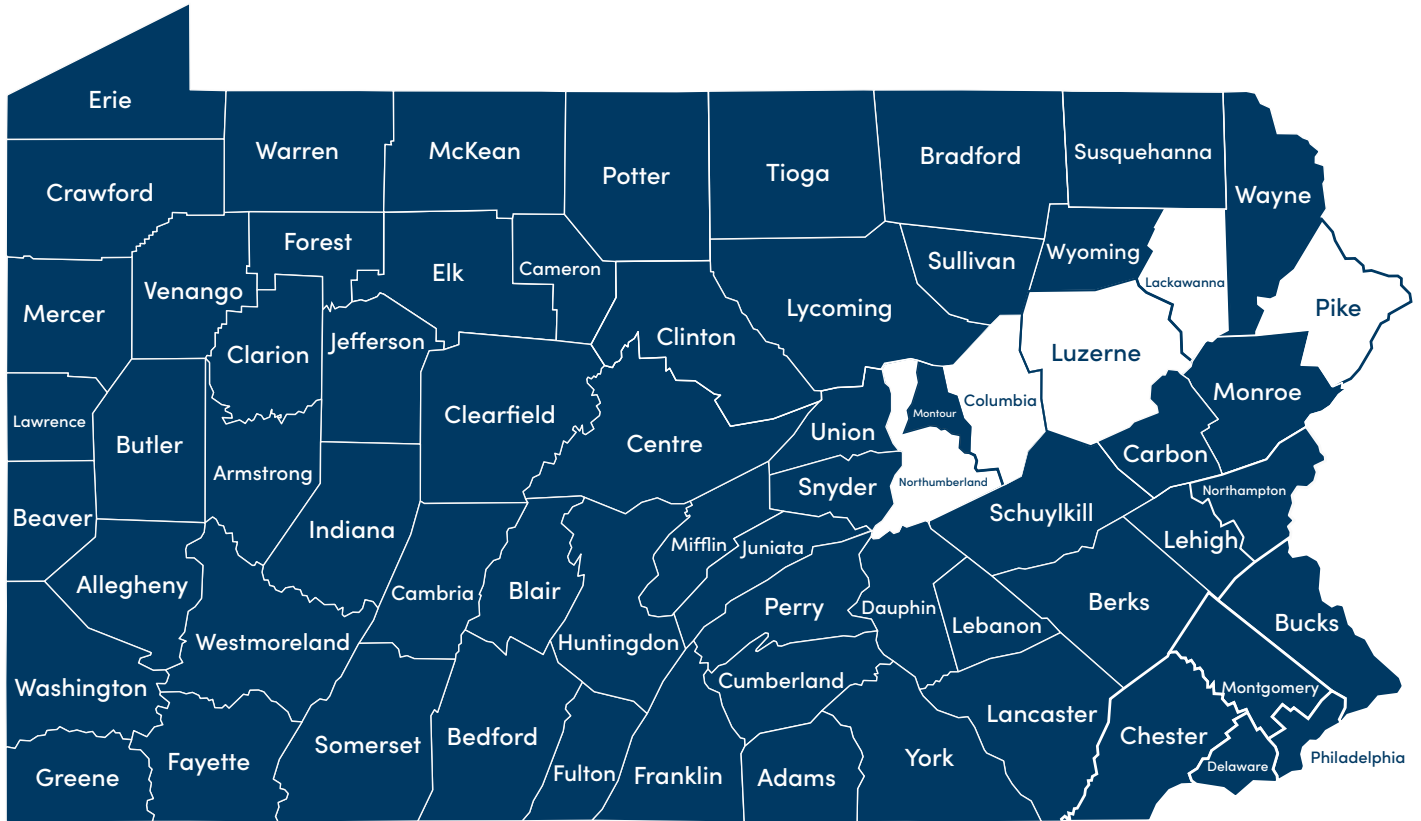 Erie
Warren
McKean
Potter
Tioga
Bradford
Susquehanna
Wayne
Crawford
Forest
Elk
Cameron
Sullivan
Wyoming
Lackawanna
Venango
Mercer
Lycoming
Pike
Clinton
Jefferson
Clarion
Luzerne
Monroe
Columbia
Montour
Clearfield
Lawrence
Butler
Centre
Union
Carbon
Armstrong
Snyder
Northumberland
Northampton
Schuylkill
Beaver
Indiana
Mifflin
Juniata
Lehigh
Allegheny
Cambria
Blair
Perry
Dauphin
Berks
Lebanon
Bucks
Westmoreland
Huntingdon
Cumberland
Washington
Montgomery
Lancaster
Chester
Somerset
Bedford
Fayette
York
Philadelphia
Delaware
Greene
Fulton
Franklin
Adams